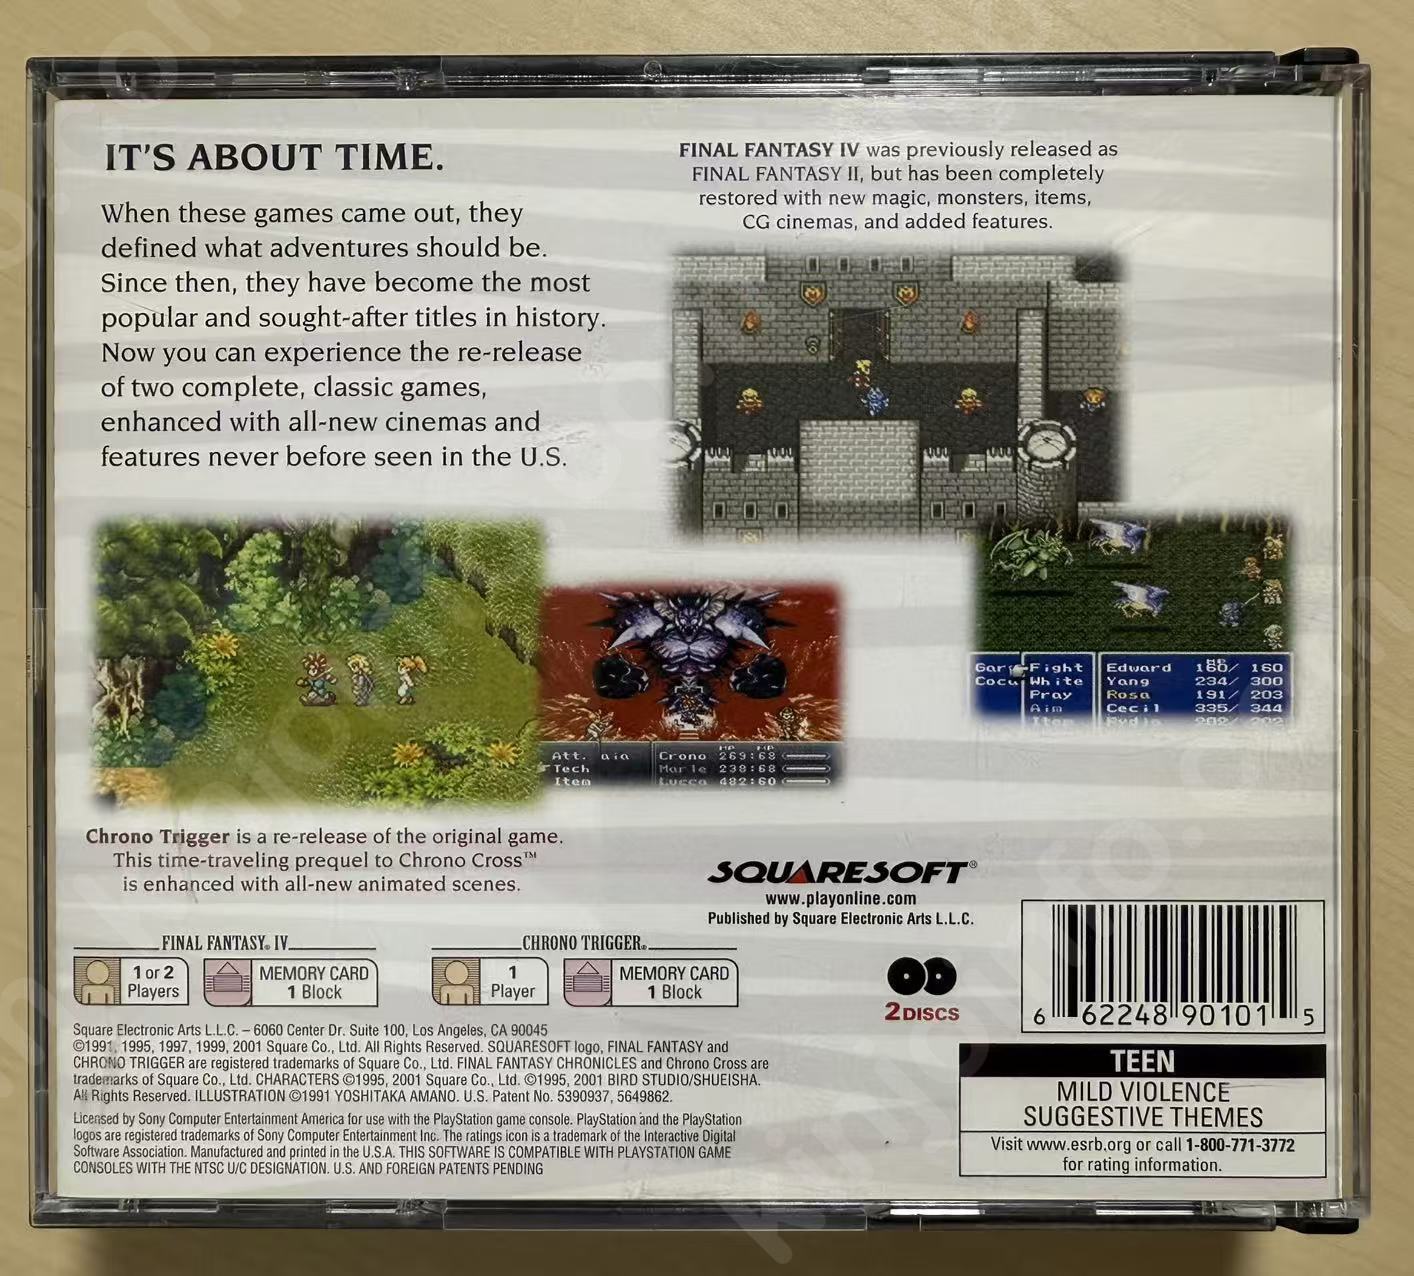 IT'S ABOUT TIME.
When these games came out, they
defined what adventures should be.
Since then, they have become the most
popular and sought-after titles in history.
Now you can experience the re-release
of two complete, classic games,
enhanced with all-new cinemas and
features never before seen in the U.S.
FINAL FANTASY IV was previously released as
FINAL FANTASY II, but has been completely
restored with new magic, monsters, items,
CG cinemas, and added features.
Fight
White
Pray
Aim
Item
Edward 160/ 160
Yang 234/ 300
Rosa 191/ 203
Cecil 335/ 344
Att.
Tech
Item
Crono 269:68
Marle 238:68
Lucca 482:60
Chrono Trigger is a re-release of the original game.
This time-traveling prequel to Chrono Cross™
is enhanced with all-new animated scenes.
SQUARESOFT®
www.playonline.com
Published by Square Electronic Arts L.L.C.
FINAL FANTASY® IV
1 or 2
Players
MEMORY CARD
1 Block
CHRONO TRIGGER®
1
Player
MEMORY CARD
1 Block
2 DISCS
6 62248 90101 5
Square Electronic Arts L.L.C. – 6060 Center Dr. Suite 100, Los Angeles, CA 90045
©1991, 1995, 1997, 1999, 2001 Square Co., Ltd. All Rights Reserved. SQUARESOFT logo, FINAL FANTASY and
CHRONO TRIGGER are registered trademarks of Square Co., Ltd. FINAL FANTASY CHRONICLES and Chrono Cross are
trademarks of Square Co., Ltd. CHARACTERS ©1995, 2001 Square Co., Ltd. ©1995, 2001 BIRD STUDIO/SHUEISHA.
All Rights Reserved. ILLUSTRATION ©1991 YOSHITAKA AMANO. U.S. Patent No. 5390937, 5649862.
Licensed by Sony Computer Entertainment America for use with the PlayStation game console. PlayStation and the PlayStation
logos are registered trademarks of Sony Computer Entertainment Inc. The ratings icon is a trademark of the Interactive Digital
Software Association. Manufactured and printed in the U.S.A. THIS SOFTWARE IS COMPATIBLE WITH PLAYSTATION GAME
CONSOLES WITH THE NTSC U/C DESIGNATION. U.S. AND FOREIGN PATENTS PENDING
TEEN
MILD VIOLENCE
SUGGESTIVE THEMES
Visit www.esrb.org or call 1-800-771-3772
for rating information.